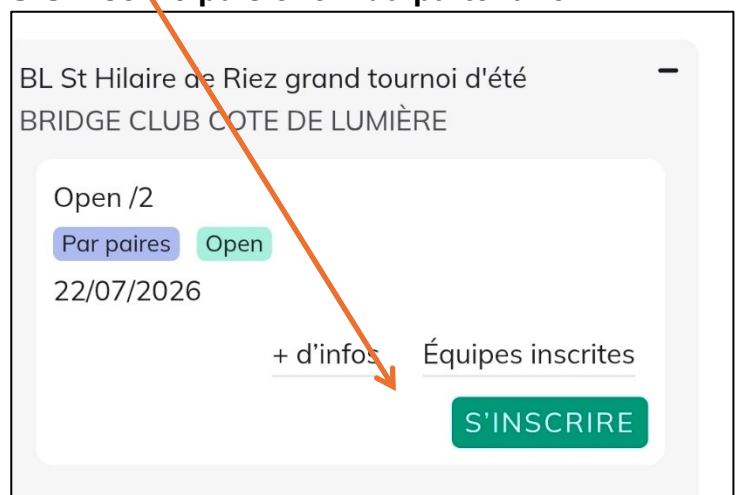 BL St Hilaire de Riez grand tournoi d'été
BRIDGE CLUB COTE DE LUMIÈRE
Open /2
Par paires Open
22/07/2026
+ d’infos Équipes inscrites
S’INSCRIRE